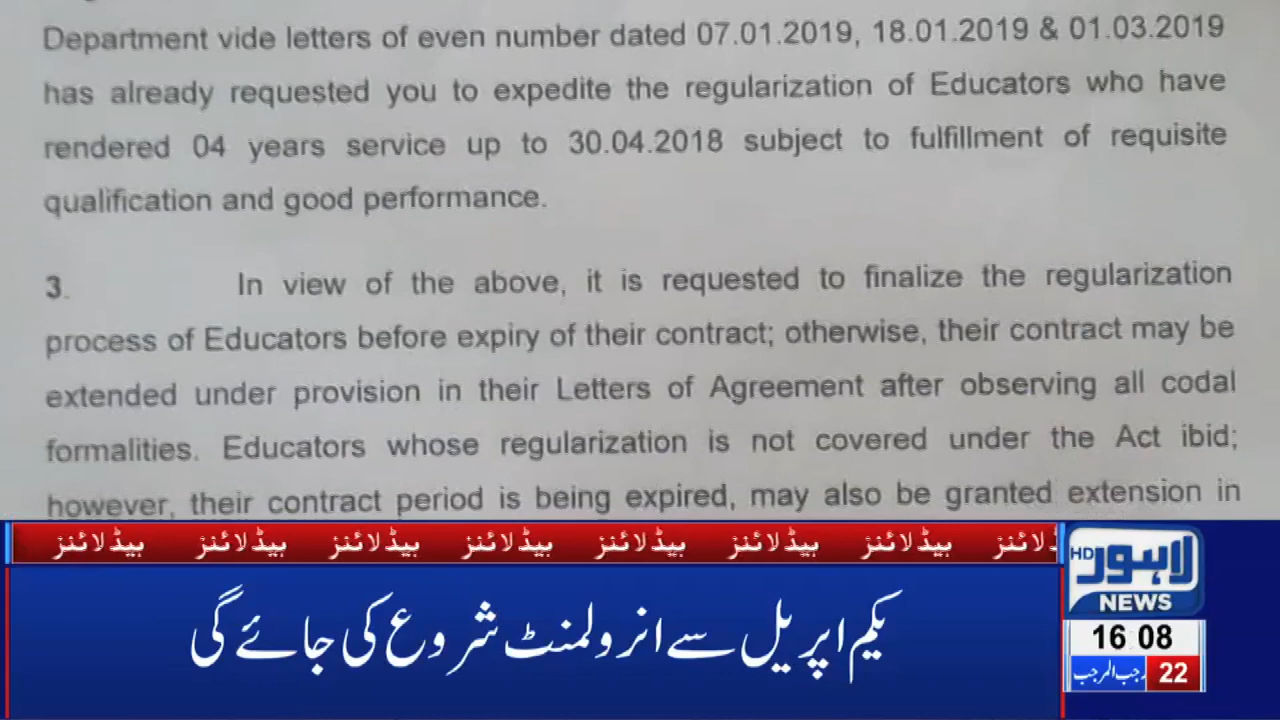 Department vide letters of even number dated 07.01.2019, 18.01.2019 & 01.03.2019
has already requested you to expedite the regularization of Educators who have
rendered 04 years service up to 30.04.2018 subject to fulfillment of requisite
qualification and good performance.
3. In view of the above, it is requested to finalize the regularization
process of Educators before expiry of their contract; otherwise, their contract may be
extended under provision in their Letters of Agreement after observing all codal
formalities. Educators whose regularization is not covered under the Act ibid;
however, their contract period is being expired, may also be granted extension in
ہیڈلائنز ہیڈلائنز ہیڈلائنز ہیڈلائنز ہیڈلائنز ہیڈلائنز ہیڈلائنز ڈلائنز
یکم اپریل سے انرولمنٹ شروع کی جائے گی
HD لاہور
NEWS
16 08
رجب المرجب 22